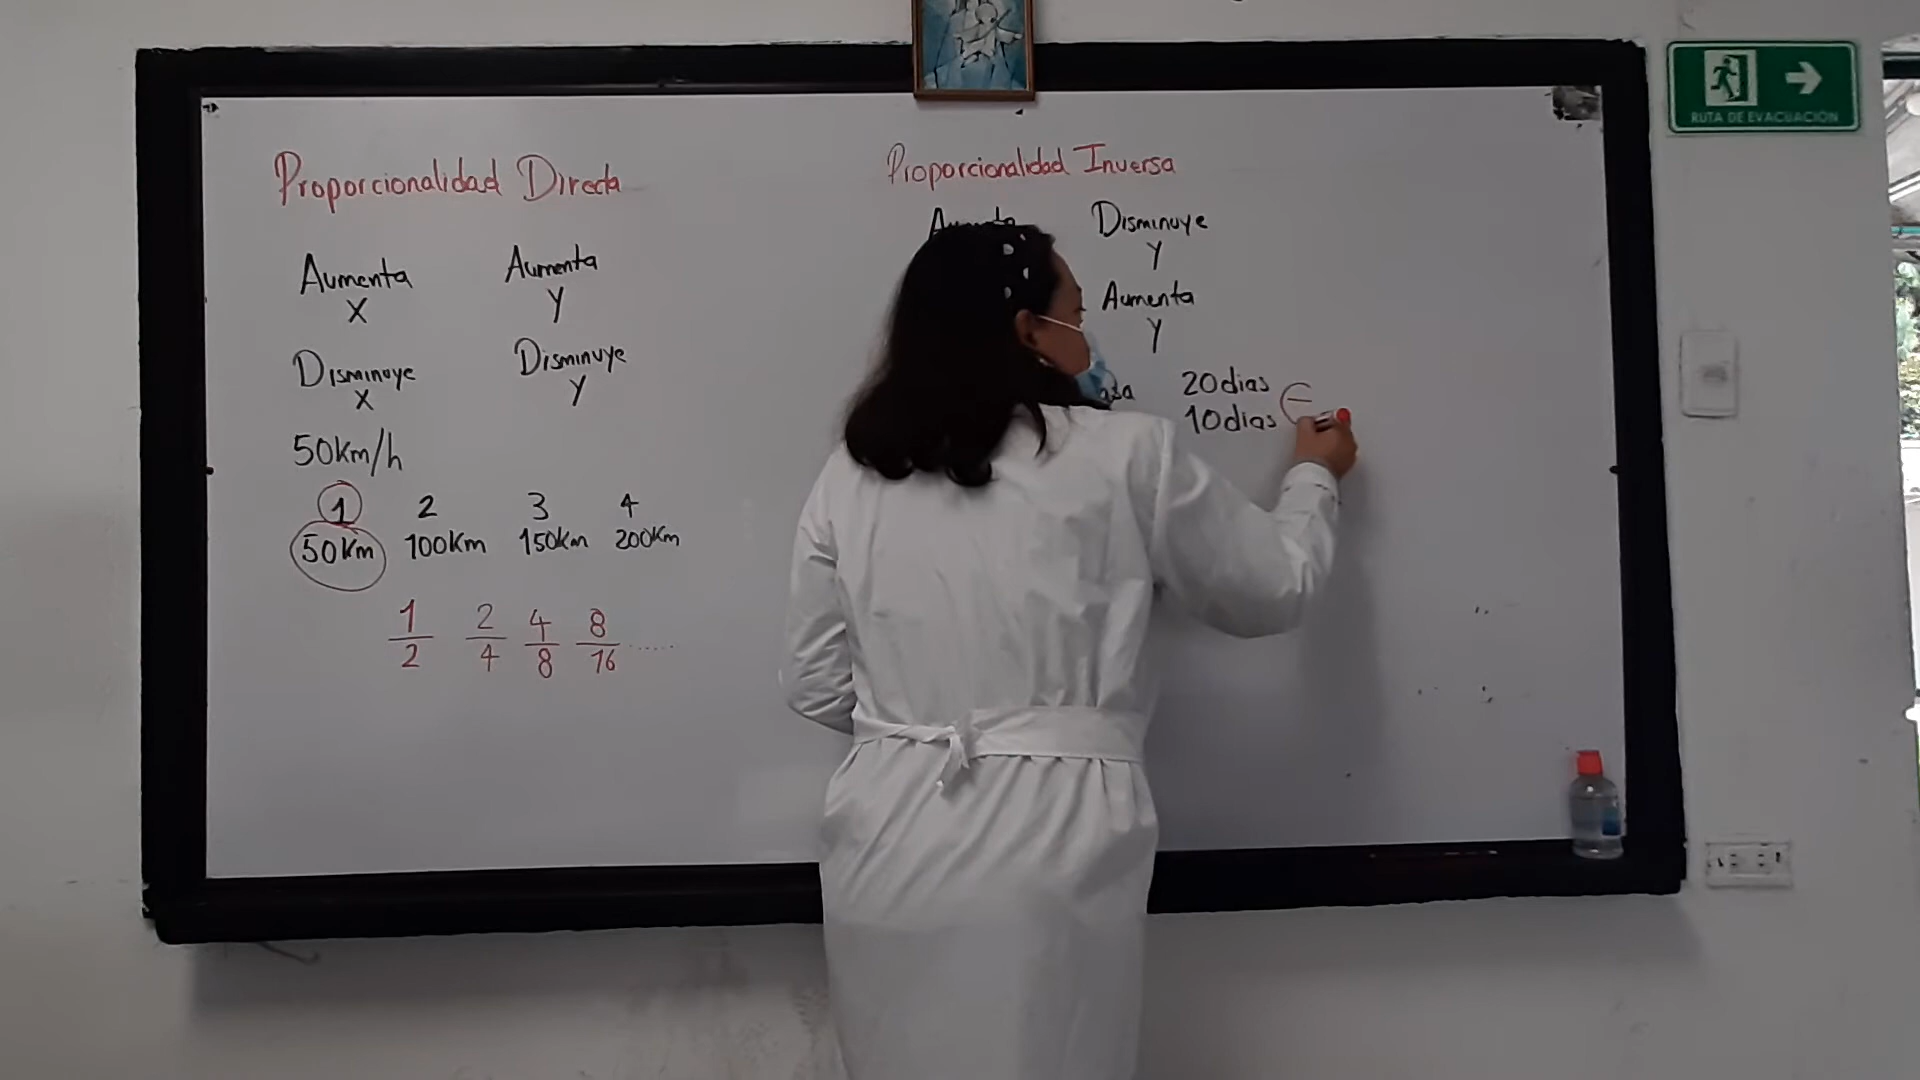 Proporcionalidad Directa
Aumenta Aumenta
X Y
Disminuye Disminuye
X Y
50Km/h
1 2 3 4
50Km 100Km 150Km 200Km
1/2 2/4 4/8 8/16 ......
Proporcionalidad Inversa
Disminuye
Y
Aumenta
Y
20dias
10dias
RUTA DE EVACUACIÓN